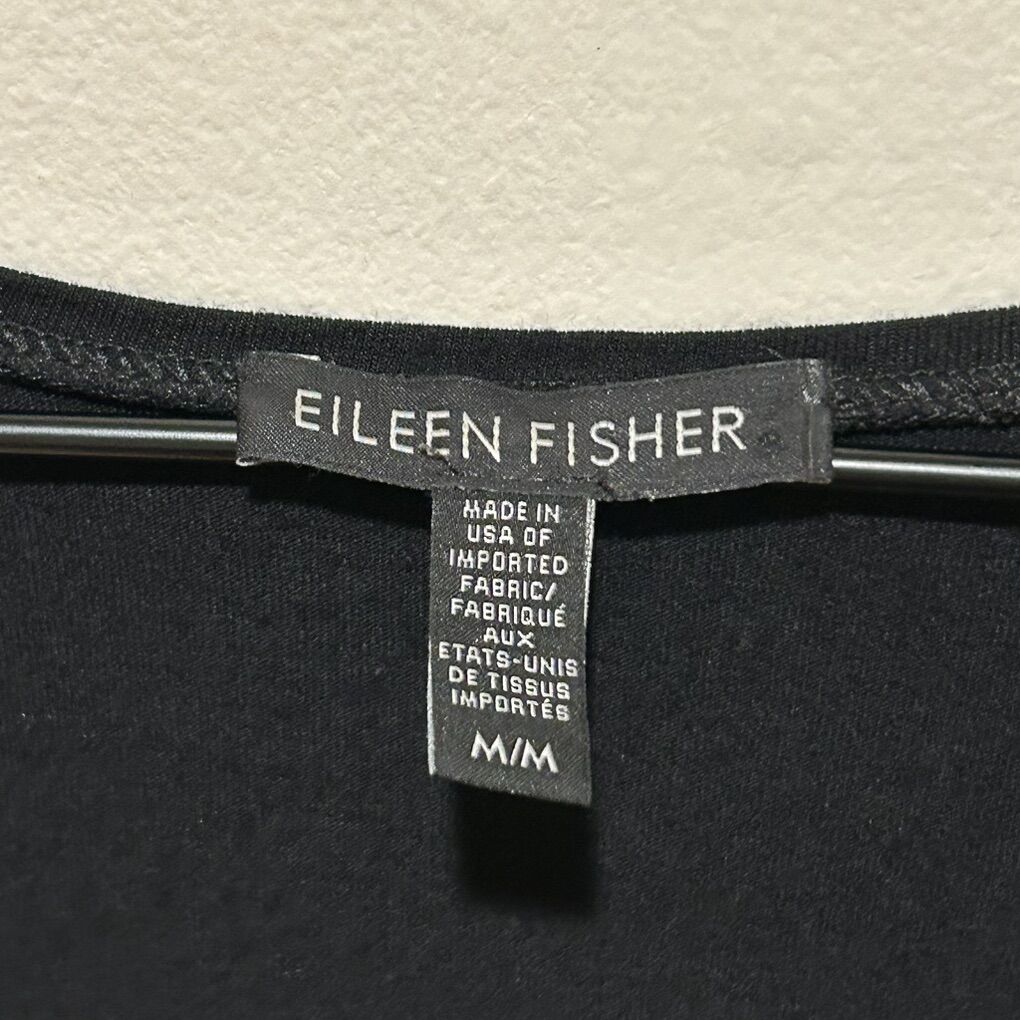 EILEEN FISHER
MADE IN
USA OF
IMPORTED
FABRIC/
FABRIQUÉ
AUX
ETATS-UNIS
DE TISSUS
IMPORTÉS
M/M